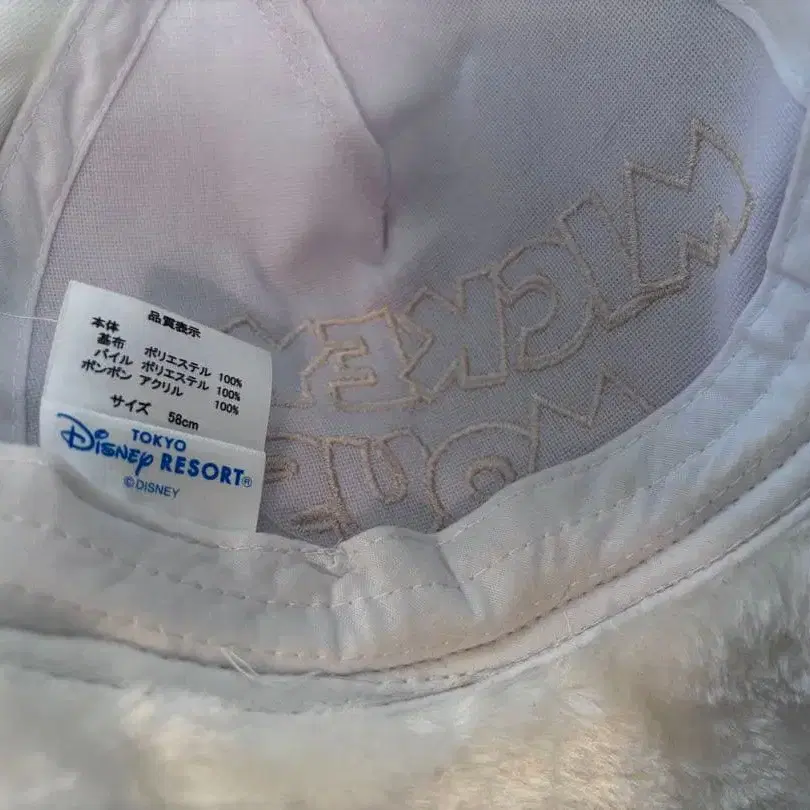 品質表示
本体
基布 ポリエステル 100%
パイル ポリエステル 100%
ポンポン アクリル 100%
サイズ 58cm
TOKYO
DISNEY RESORT®
©DISNEY
MICKEY